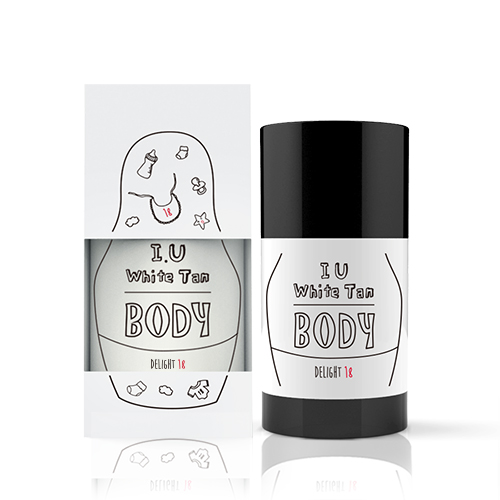 18
I.U
White Tan
BODY
DELIGHT 18
I U
White Tan
BODY
DELIGHT 18